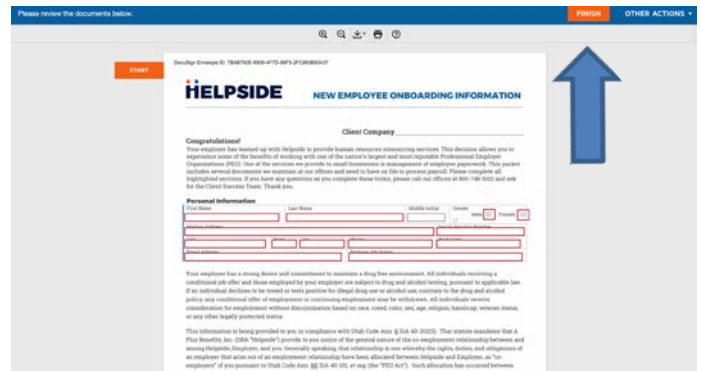 Please review the documents below.
FINISH
OTHER ACTIONS
START
HELPSIDE
NEW EMPLOYEE ONBOARDING INFORMATION
Client Company
Congratulations!
Your employer has teamed up with Helpside to provide human resources outsourcing services. This decision allows you to
experience some of the benefits of working with one of the nation's largest and most reputable Professional Employer
Organizations (PEO). One of the services we provide to small businesses is management of employee paperwork. This packet
includes several documents we maintain at our offices and need to have on file to process payroll. Please complete all
highlighted sections. If you have any questions as you complete these forms, please call our offices at and ask
for the Client Success Team. Thank you.
Personal Information
First Name
Last Name
Middle Initial
Gender
Male
Female
Mailing Address
Social Security Number
Your employer has a strong desire and commitment to maintain a drug free environment. All individuals receiving a
conditional job offer and those employed by your employer are subject to drug and alcohol testing, pursuant to applicable law.
If an individual declines to be tested or tests positive for illegal drug use or alcohol use, contrary to the drug and alcohol
policy, any conditional offer of employment or continuing employment may be withdrawn. All individuals receive
consideration for employment without discrimination based on race, creed, color, sex, age, religion, handicap, veteran status,
or any other legally protected status.
This information is being provided to you in compliance with Utah Code Ann. § 31A-40-202(3). That statute mandates that A
Plus Benefits, Inc. (DBA "Helpside") provide to you notice of the general nature of the co-employment relationship between and
among Helpside, Employer, and you. Generally speaking, that relationship is one whereby the rights, duties, and obligations of
an employer that arise out of an employment relationship have been allocated between Helpside and Employer, as "co-
employers" of you pursuant to Utah Code Ann. §§ 31A-40-101, et seq (the "PEO Act"). Such allocation has occurred between